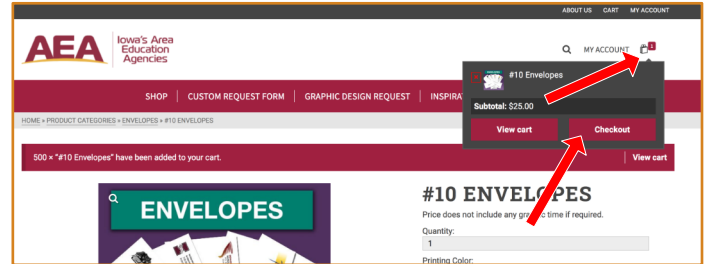 ABOUT US CART MY ACCOUNT
AEA Iowa's Area
Education
Agencies
MY ACCOUNT 1
#10 Envelopes
SHOP CUSTOM REQUEST FORM GRAPHIC DESIGN REQUEST
Subtotal: $25.00
HOME » PRODUCT CATEGORIES » ENVELOPES » #10 ENVELOPES
View cart Checkout
500 × "#10 Envelopes" have been added to your cart. View cart
ENVELOPES
#10 ENVELOPES
Price does not include any graphic time if required.
Quantity:
1
Printing Color: